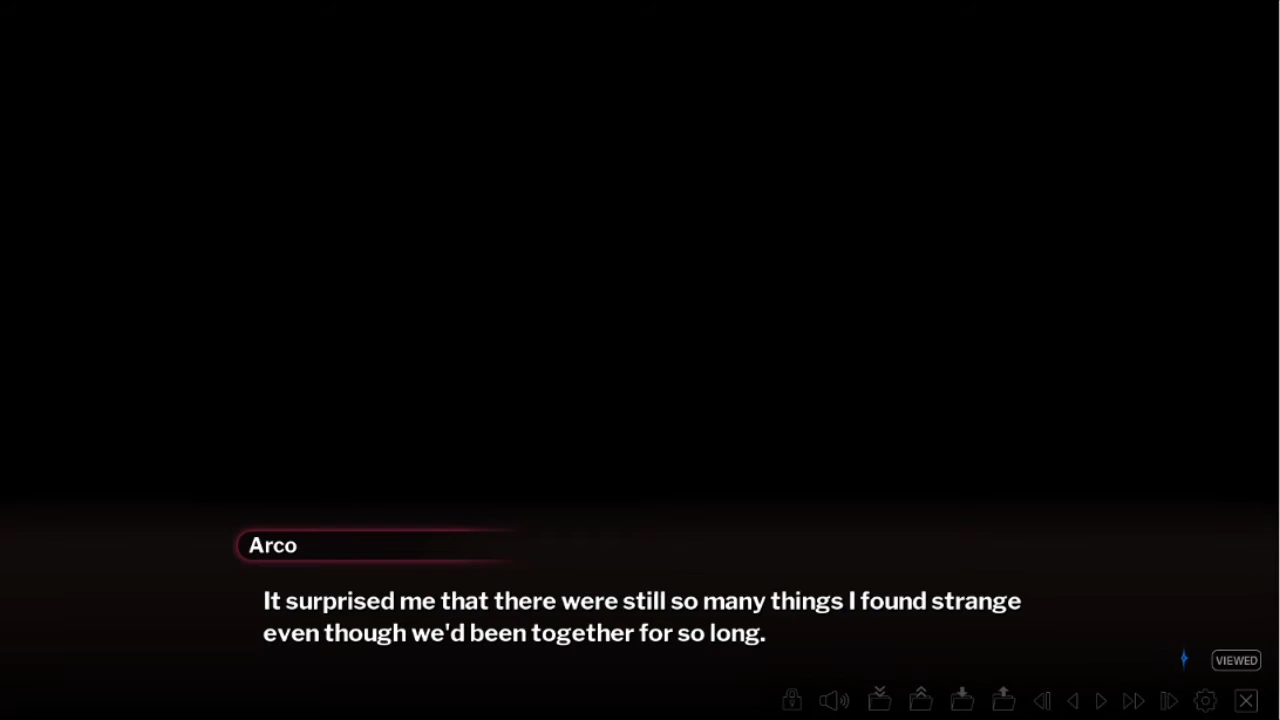 Arco
It surprised me that there were still so many things I found strange
even though we'd been together for so long.
VIEWED